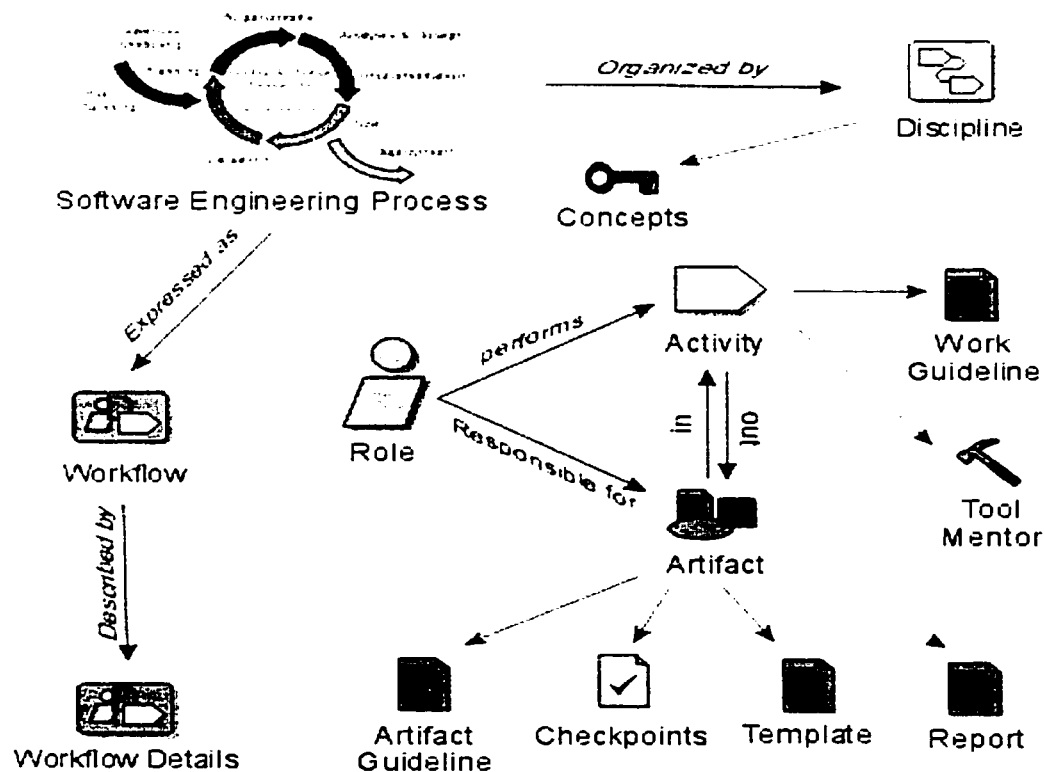 Organized by
Discipline
Concepts
Software Engineering Process
Expressed as
performs
Activity
Work
Guideline
in
out
Role
Responsible for
Workflow
Tool
Mentor
Described by
Artifact
Artifact
Guideline
Checkpoints
Template
Report
Workflow Details